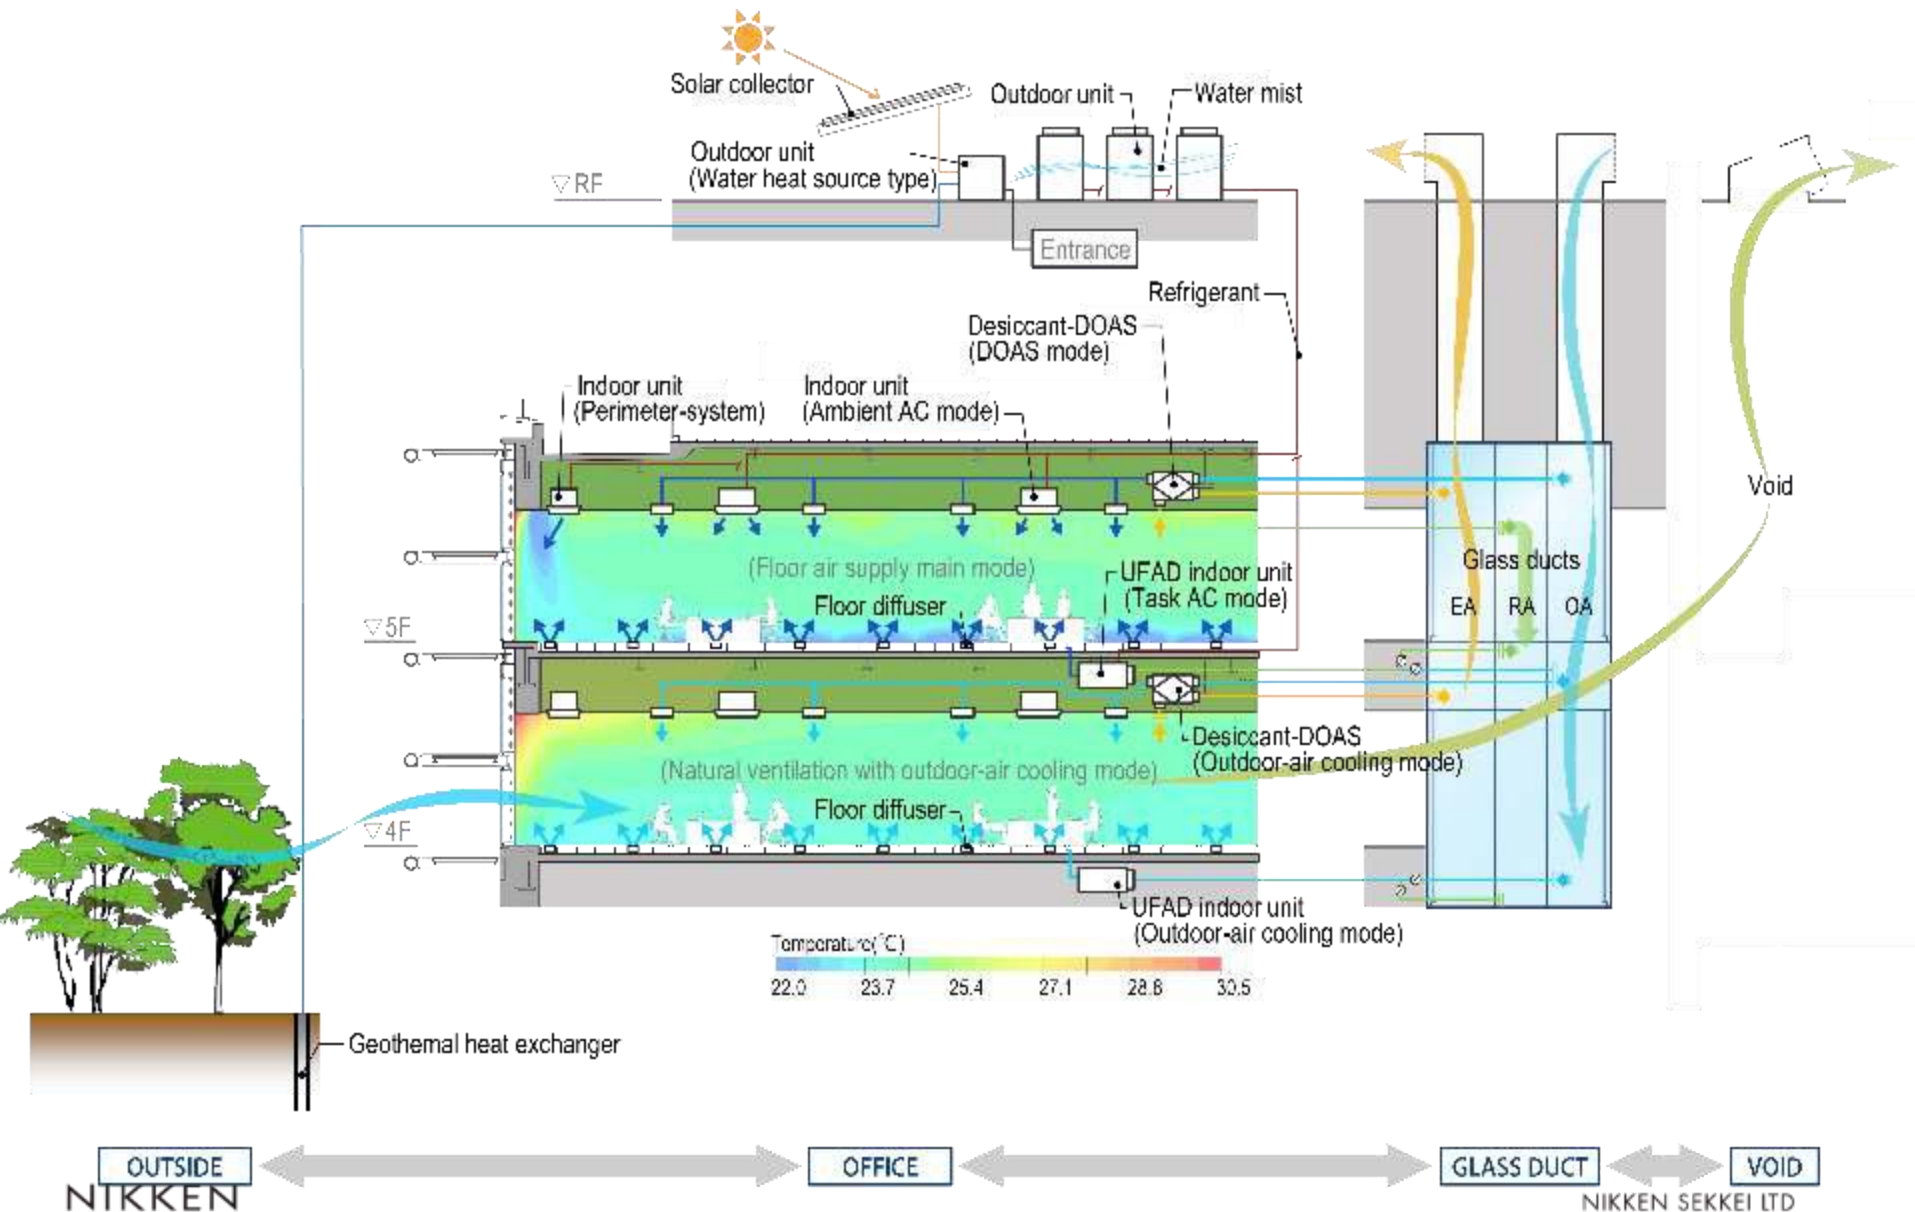 Solar collector
Outdoor unit
Water mist
Outdoor unit
(Water heat source type)
▽RF
Entrance
Refrigerant
Desiccant-DOAS
(DOAS mode)
Indoor unit
(Perimeter-system)
Indoor unit
(Ambient AC mode)
Void
(Floor air supply main mode)
UFAD indoor unit
(Task AC mode)
Glass ducts
Floor diffuser
EA
RA
OA
▽5F
Desiccant-DOAS
(Outdoor-air cooling mode)
(Natural ventilation with outdoor-air cooling mode)
Floor diffuser
▽4F
UFAD indoor unit
(Outdoor-air cooling mode)
Temperature(°C)
22.0 23.7 25.4 27.1 28.8 30.5
Geothemal heat exchanger
OUTSIDE
OFFICE
GLASS DUCT
VOID
NIKKEN
NIKKEN SEKKEI LTD